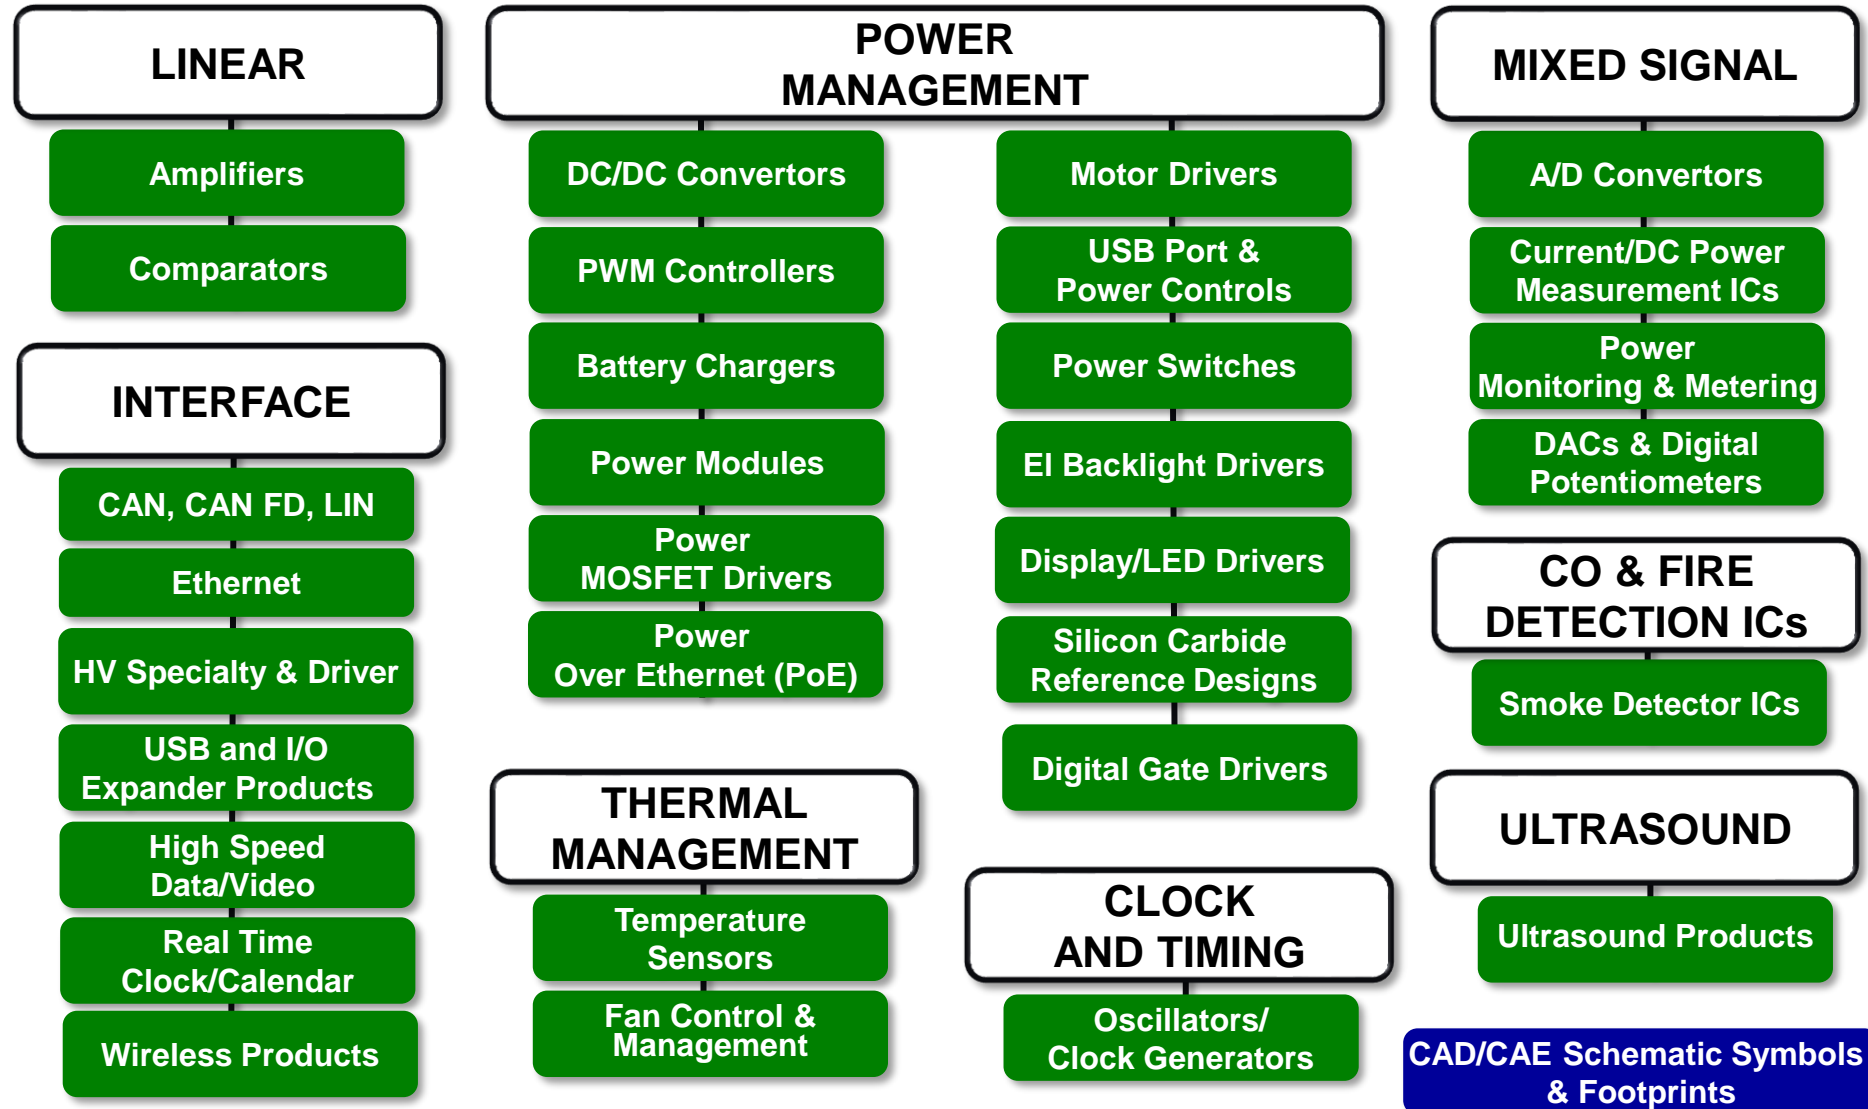 LINEAR
Amplifiers
Comparators
INTERFACE
CAN, CAN FD, LIN
Ethernet
HV Specialty & Driver
USB and I/O
Expander Products
High Speed
Data/Video
Real Time
Clock/Calendar
Wireless Products
POWER
MANAGEMENT
DC/DC Convertors
PWM Controllers
Battery Chargers
Power Modules
Power
MOSFET Drivers
Power
Over Ethernet (PoE)
Motor Drivers
USB Port &
Power Controls
Power Switches
EI Backlight Drivers
Display/LED Drivers
Silicon Carbide
Reference Designs
Digital Gate Drivers
THERMAL
MANAGEMENT
Temperature
Sensors
Fan Control &
Management
CLOCK
AND TIMING
Oscillators/
Clock Generators
MIXED SIGNAL
A/D Convertors
Current/DC Power
Measurement ICs
Power
Monitoring & Metering
DACs & Digital
Potentiometers
CO & FIRE
DETECTION ICs
Smoke Detector ICs
ULTRASOUND
Ultrasound Products
CAD/CAE Schematic Symbols
& Footprints